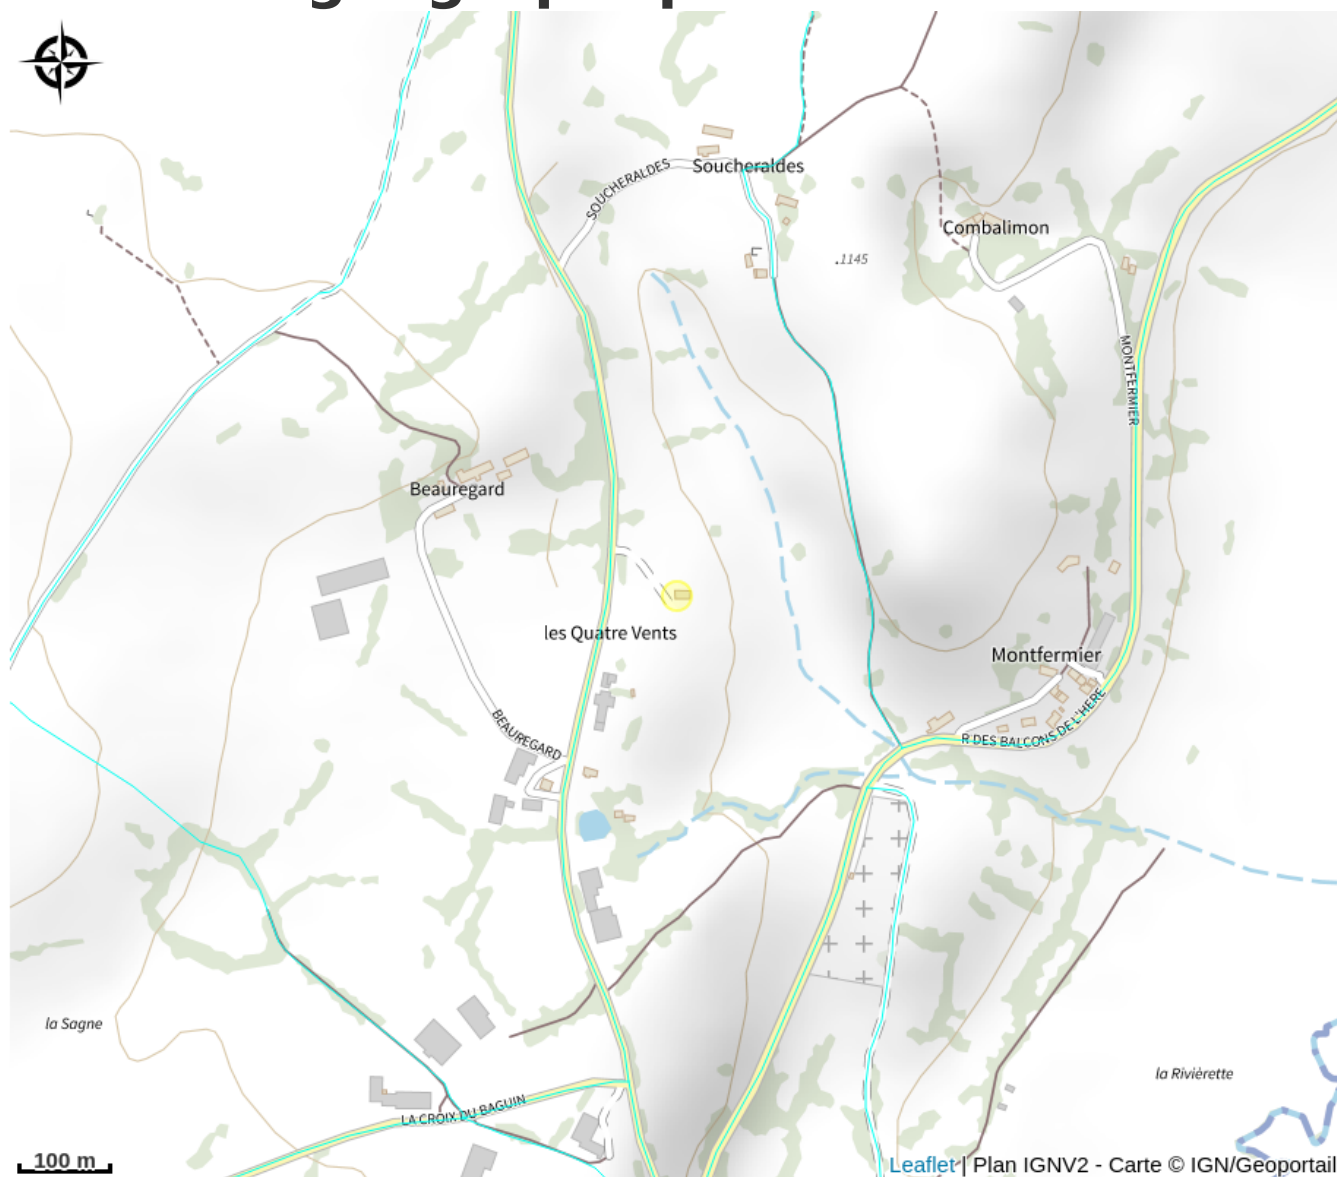 Soucheraldes
SOUCHERALDES
Combalimon
.1145
MONTFERMIER
Beauregard
les Quatre Vents
Montfermier
BEAUREGARD
R DES BALCONS DE L'HERE
la Sagne
la Rivièrette
LA CROIX DU BAGUIN
100 m
Leaflet | Plan IGNV2 - Carte © IGN/Geoportail